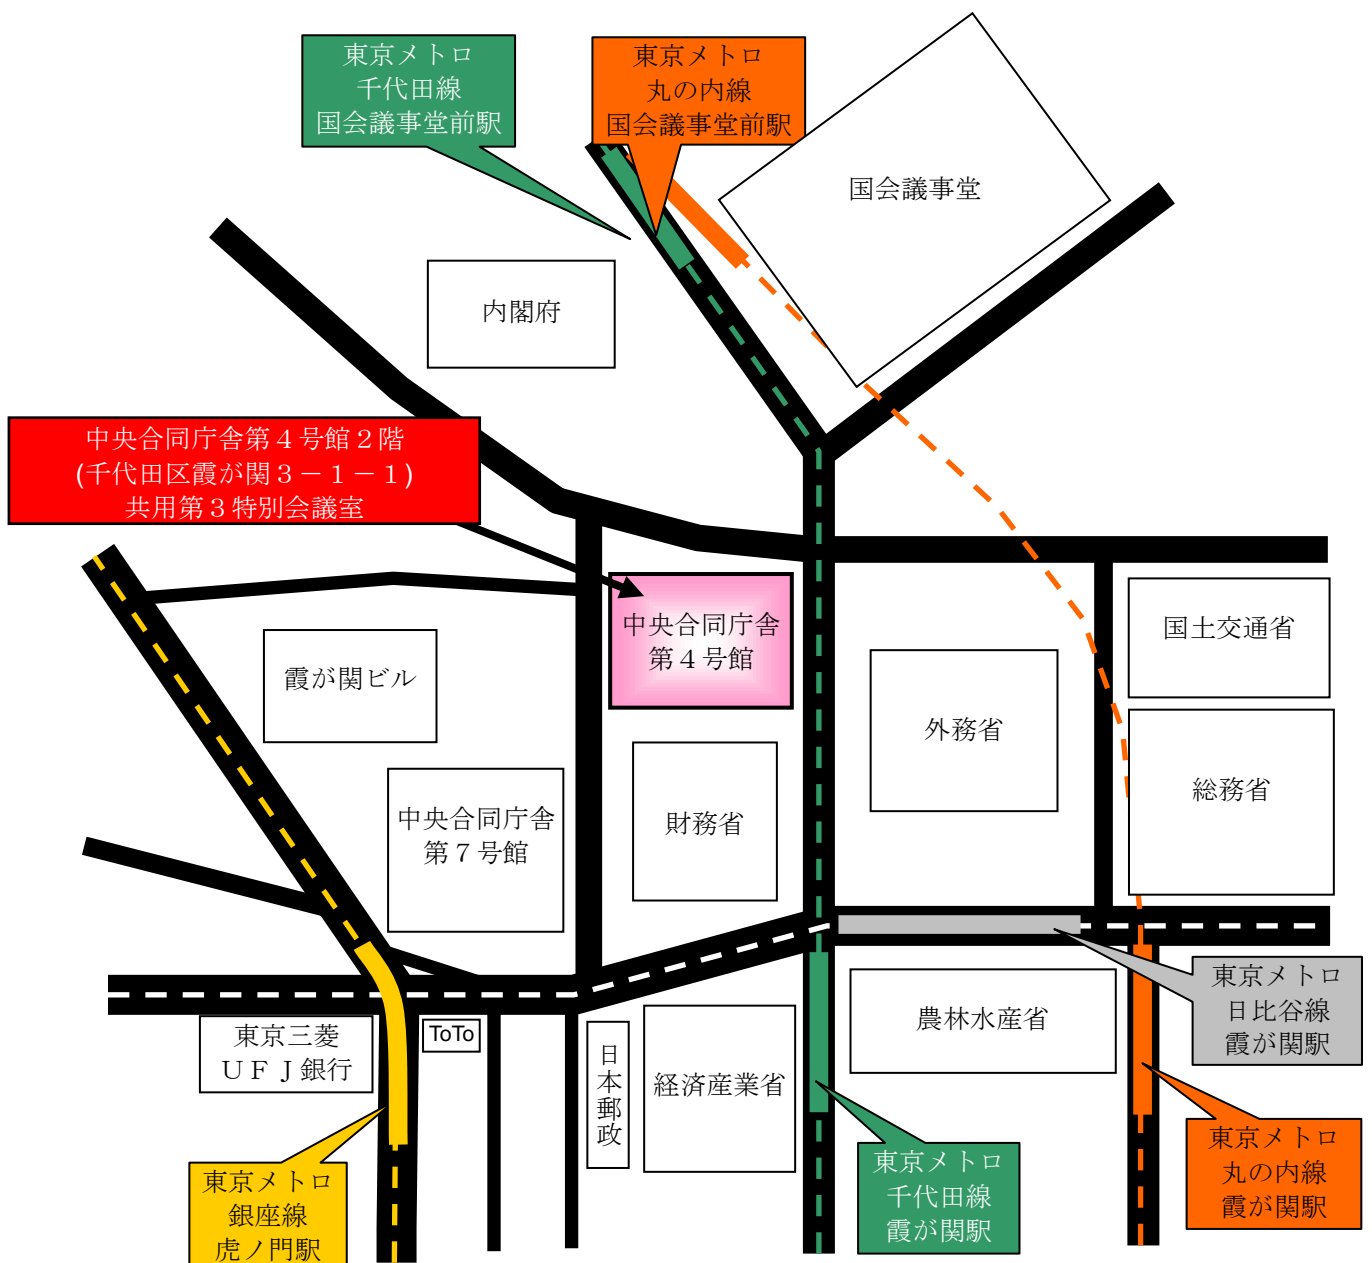 東京メトロ
千代田線
国会議事堂前駅
東京メトロ
丸の内線
国会議事堂前駅
国会議事堂
内閣府
中央合同庁舎第４号館２階
(千代田区霞が関３－１－１)
共用第３特別会議室
中央合同庁舎
第４号館
国土交通省
霞が関ビル
外務省
総務省
中央合同庁舎
第７号館
財務省
東京メトロ
日比谷線
霞が関駅
農林水産省
東京三菱
ＵＦＪ銀行
ToTo
日本郵政
経済産業省
東京メトロ
銀座線
虎ノ門駅
東京メトロ
千代田線
霞が関駅
東京メトロ
丸の内線
霞が関駅